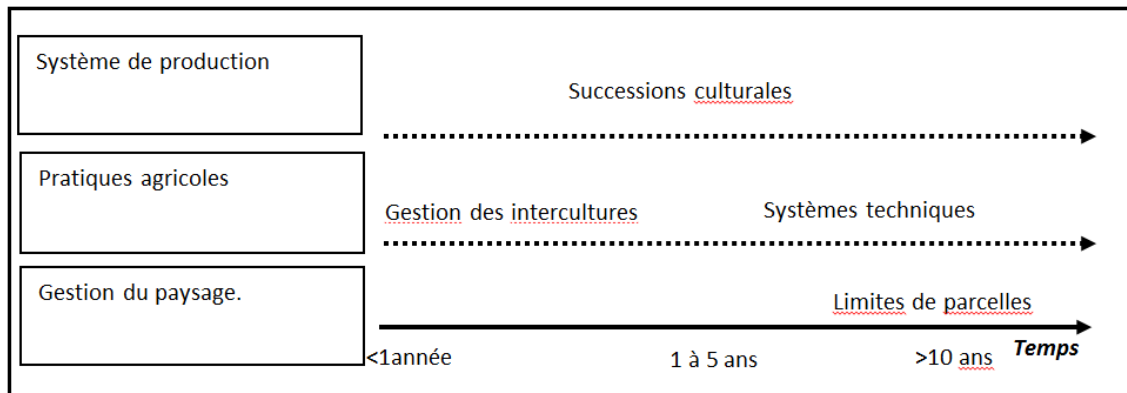 Système de production
Successions culturales
Pratiques agricoles
Gestion des intercultures
Systèmes techniques
Gestion du paysage.
Limites de parcelles
<1année
1 à 5 ans
>10 ans
Temps